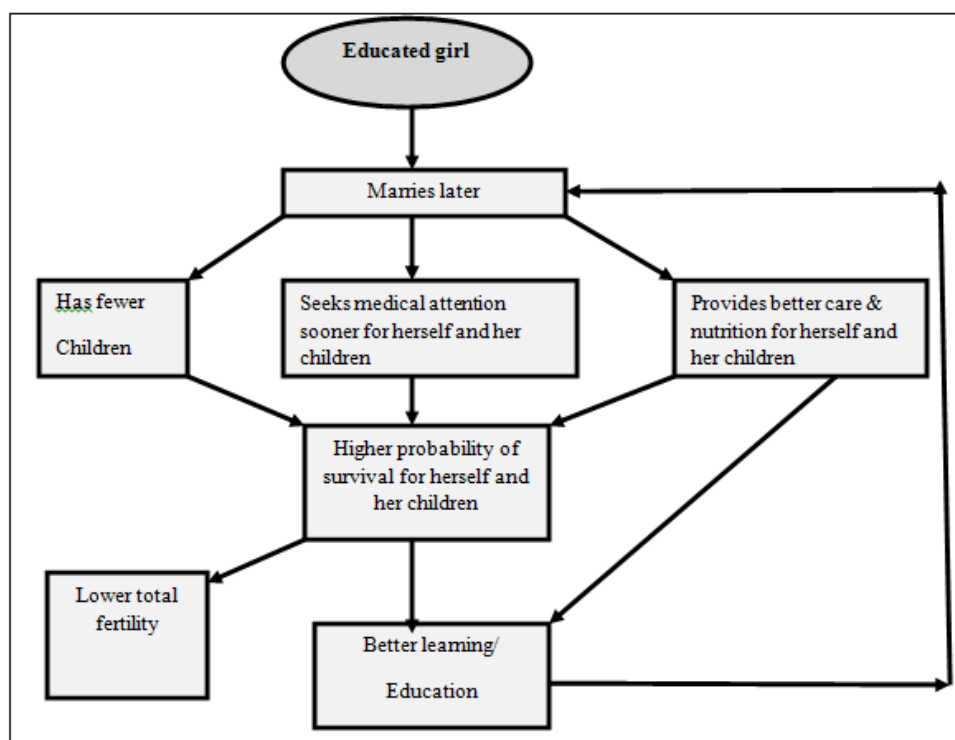 Educated girl
Marries later
Has fewer
Children
Seeks medical attention
sooner for herself and her
children
Provides better care &
nutrition for herself and
her children
Higher probability of
survival for herself and
her children
Lower total
fertility
Better learning/
Education